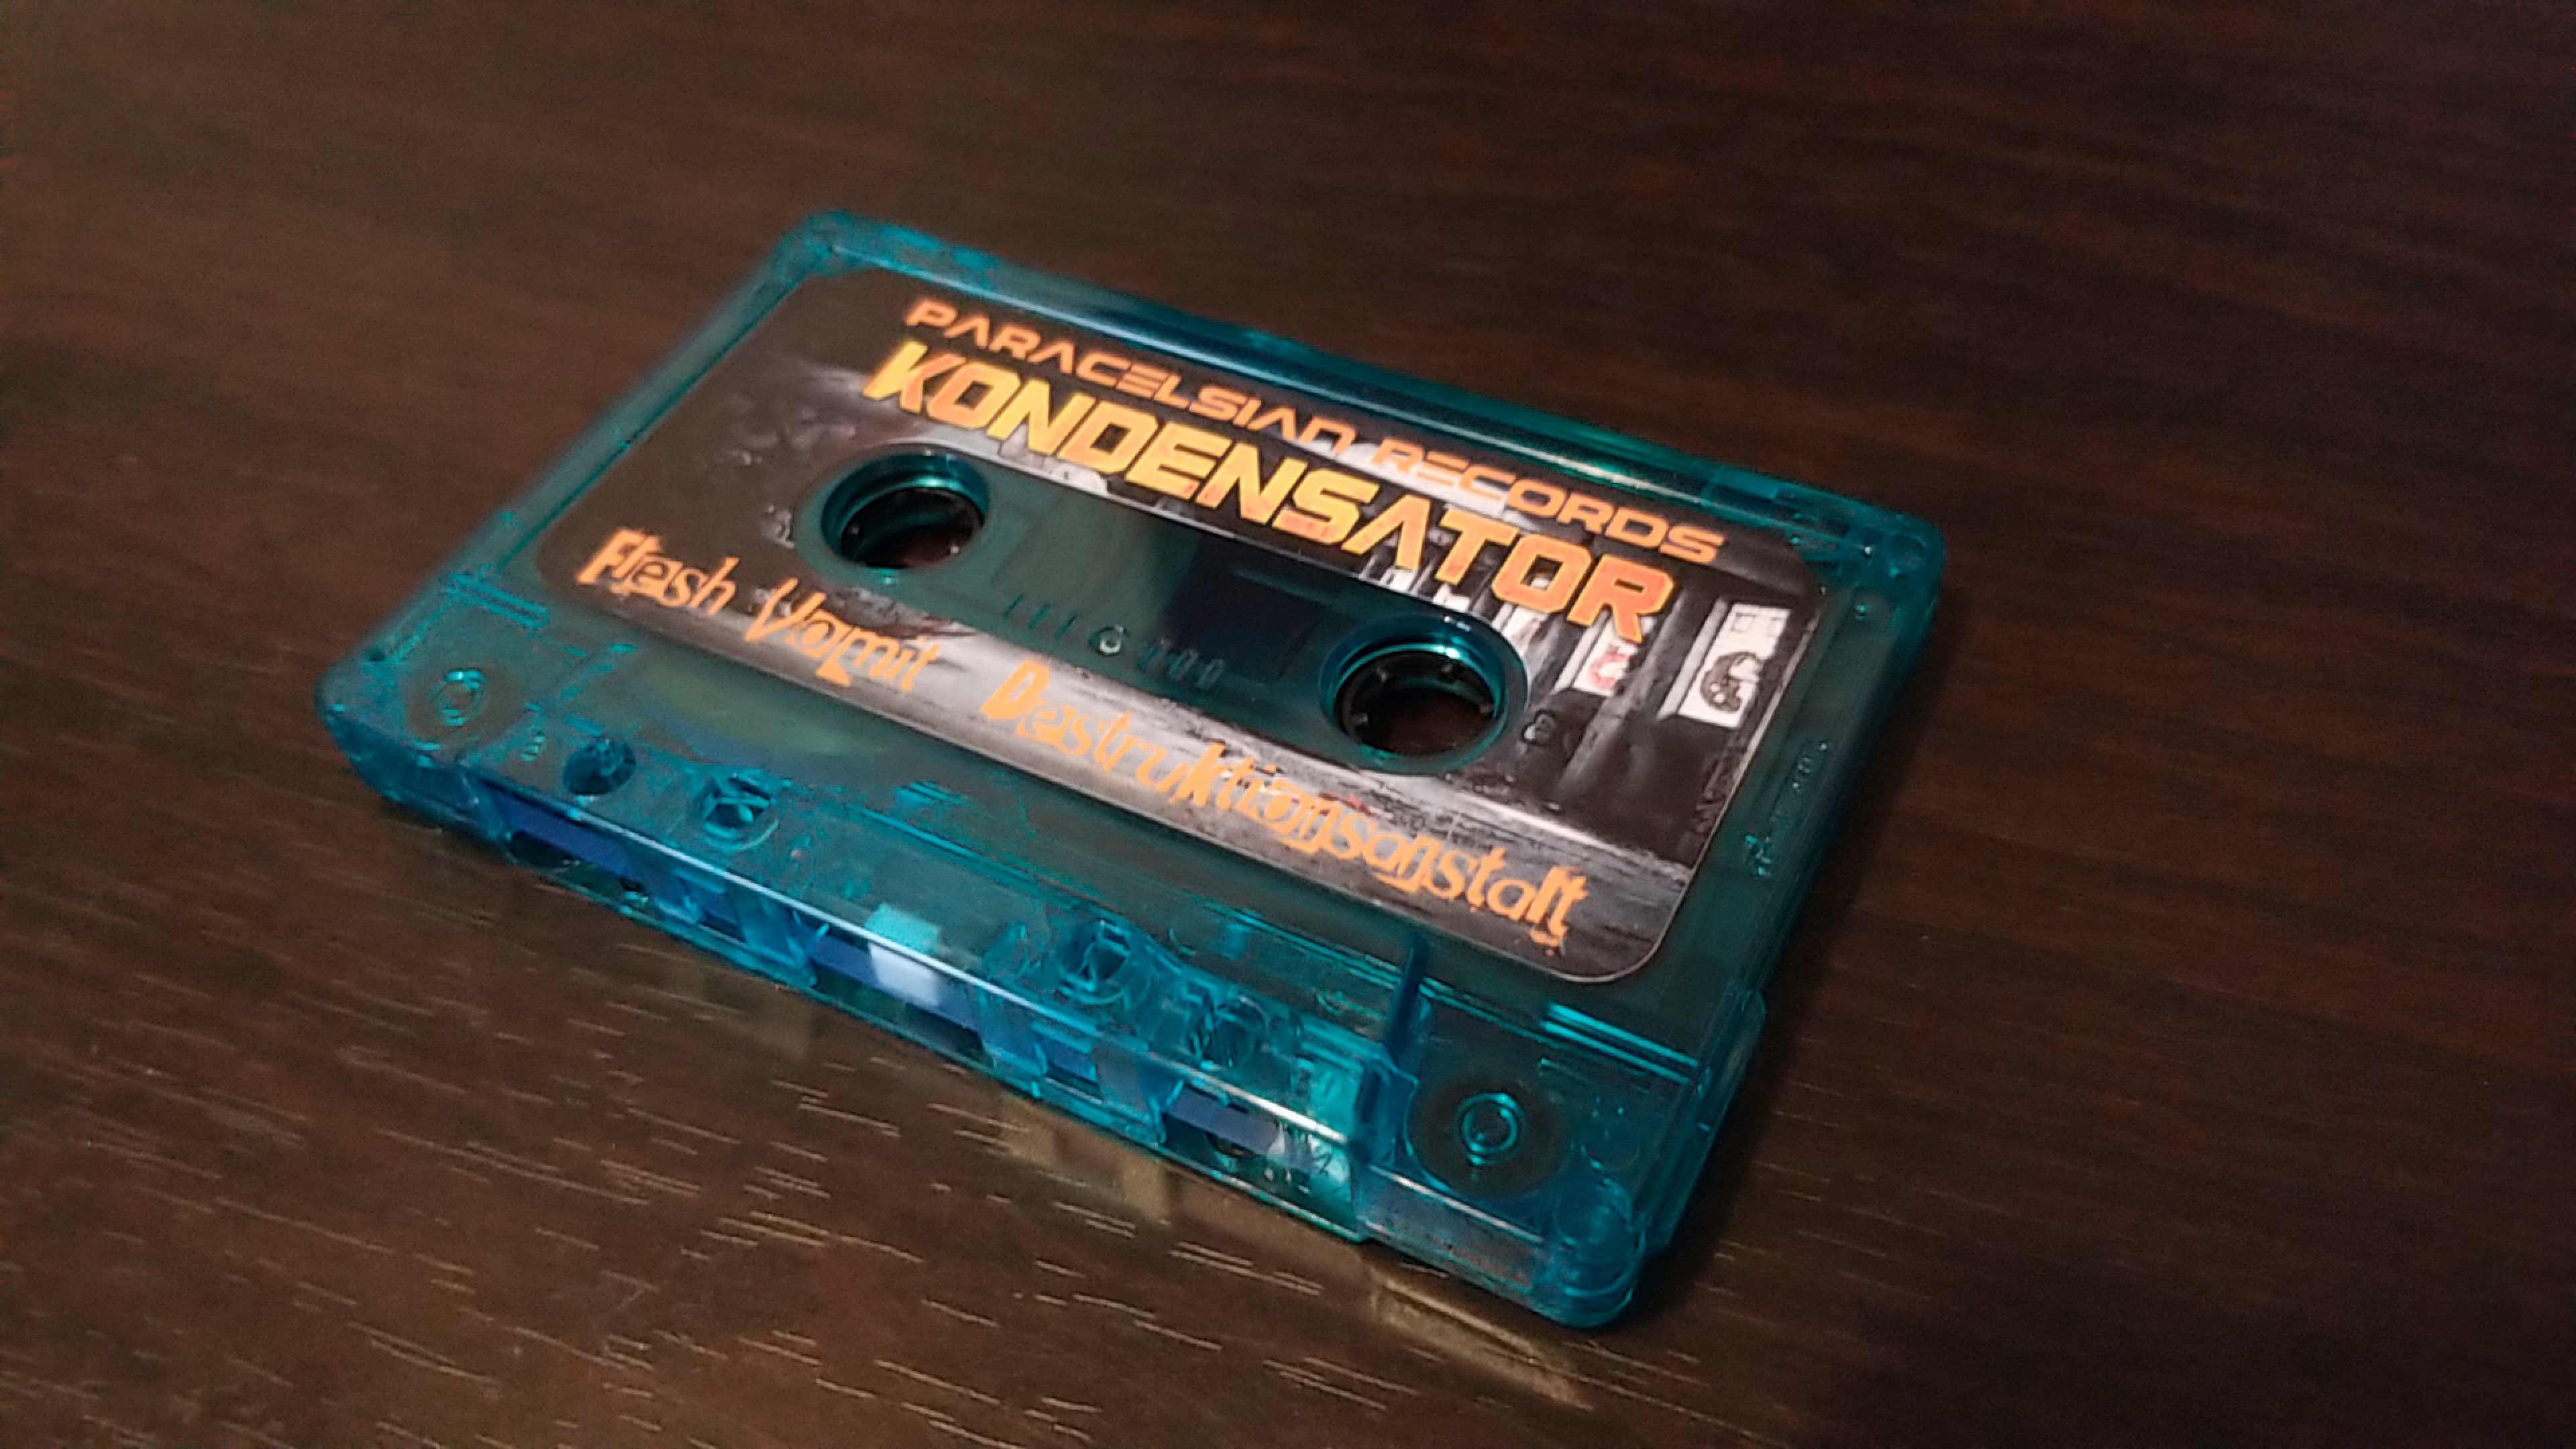 PARACELSIAN RECORDS
KONDENSATOR
Flesh Vomit Destruktionsanstalt